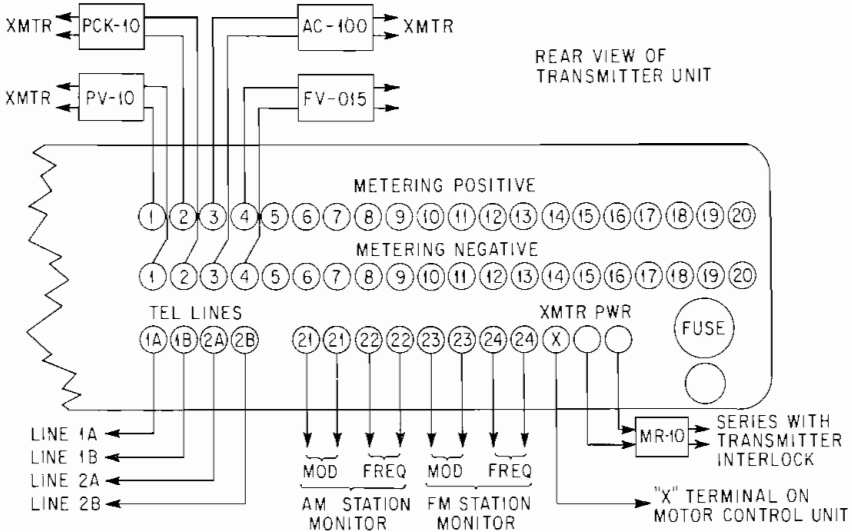 XMTR PCK-10 AC-100 XMTR
REAR VIEW OF
TRANSMITTER UNIT
XMTR PV-10 FV-015
METERING POSITIVE
1 2 3 4 5 6 7 8 9 10 11 12 13 14 15 16 17 18 19 20
METERING NEGATIVE
1 2 3 4 5 6 7 8 9 10 11 12 13 14 15 16 17 18 19 20
TEL LINES XMTR PWR
1A 1B 2A 2B 21 21 22 22 23 23 24 24 X FUSE
LINE 1A
LINE 1B
LINE 2A
LINE 2B
MOD FREQ MOD FREQ
AM STATION
MONITOR
FM STATION
MONITOR
MR-10
SERIES WITH
TRANSMITTER
INTERLOCK
"X" TERMINAL ON
MOTOR CONTROL UNIT